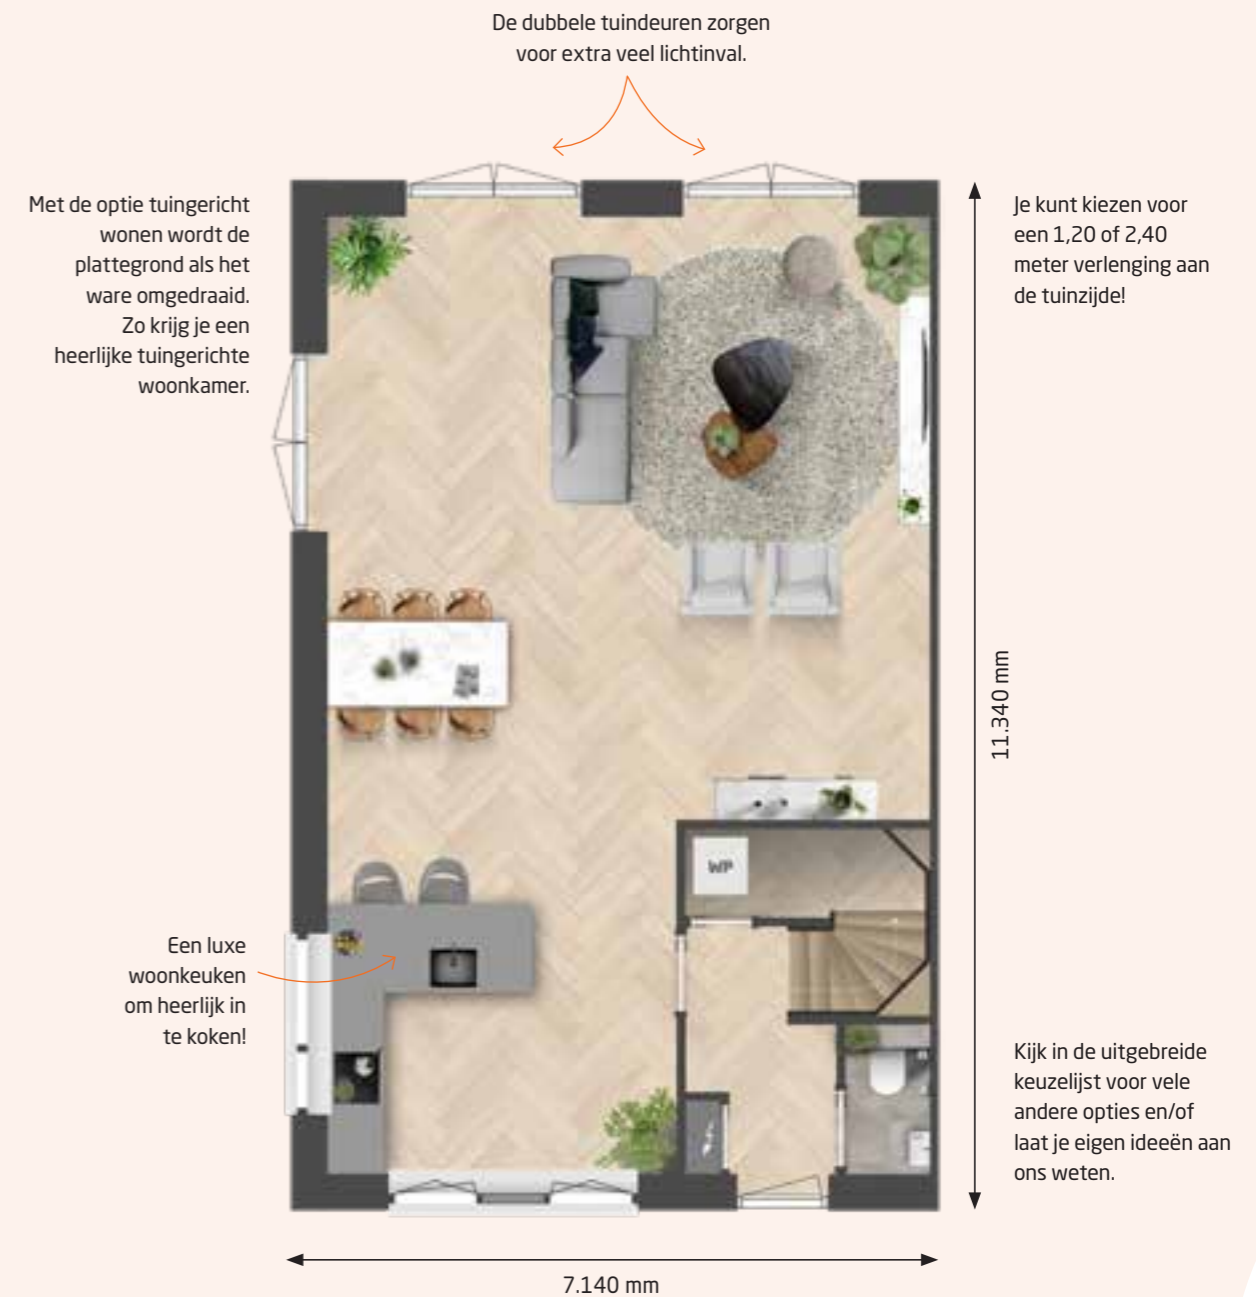 De dubbele tuindeuren zorgen
voor extra veel lichtinval.
Met de optie tuingericht
wonen wordt de
plattegrond als het
ware omgedraaid.
Zo krijg je een
heerlijke tuingerichte
woonkamer.
Je kunt kiezen voor
een 1,20 of 2,40
meter verlenging aan
de tuinzijde!
11.340 mm
WP
Een luxe
woonkeuken
om heerlijk in
te koken!
Kijk in de uitgebreide
keuzelijst voor vele
andere opties en/of
laat je eigen ideeën aan
ons weten.
7.140 mm